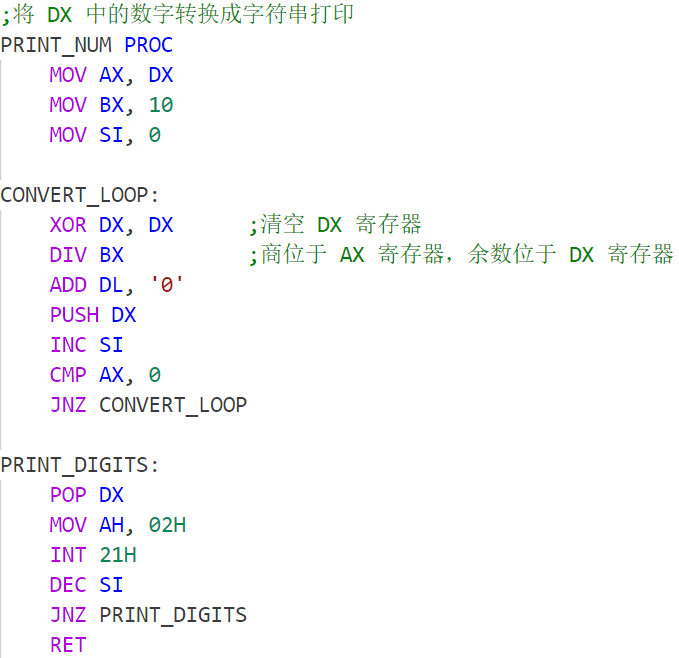 ;将 DX 中的数字转换成字符串打印
PRINT_NUM PROC
    MOV AX, DX
    MOV BX, 10
    MOV SI, 0

CONVERT_LOOP:
    XOR DX, DX      ;清空 DX 寄存器
    DIV BX          ;商位于 AX 寄存器，余数位于 DX 寄存器
    ADD DL, '0'
    PUSH DX
    INC SI
    CMP AX, 0
    JNZ CONVERT_LOOP

PRINT_DIGITS:
    POP DX
    MOV AH, 02H
    INT 21H
    DEC SI
    JNZ PRINT_DIGITS
    RET